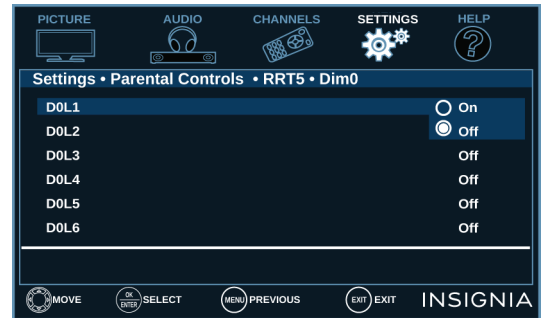 PICTURE AUDIO CHANNELS SETTINGS HELP
Settings • Parental Controls • RRT5 • Dim0
D0L1 On
D0L2 Off
D0L3 Off
D0L4 Off
D0L5 Off
D0L6 Off
MOVE OK ENTER SELECT MENU PREVIOUS EXIT EXIT INSIGNIA